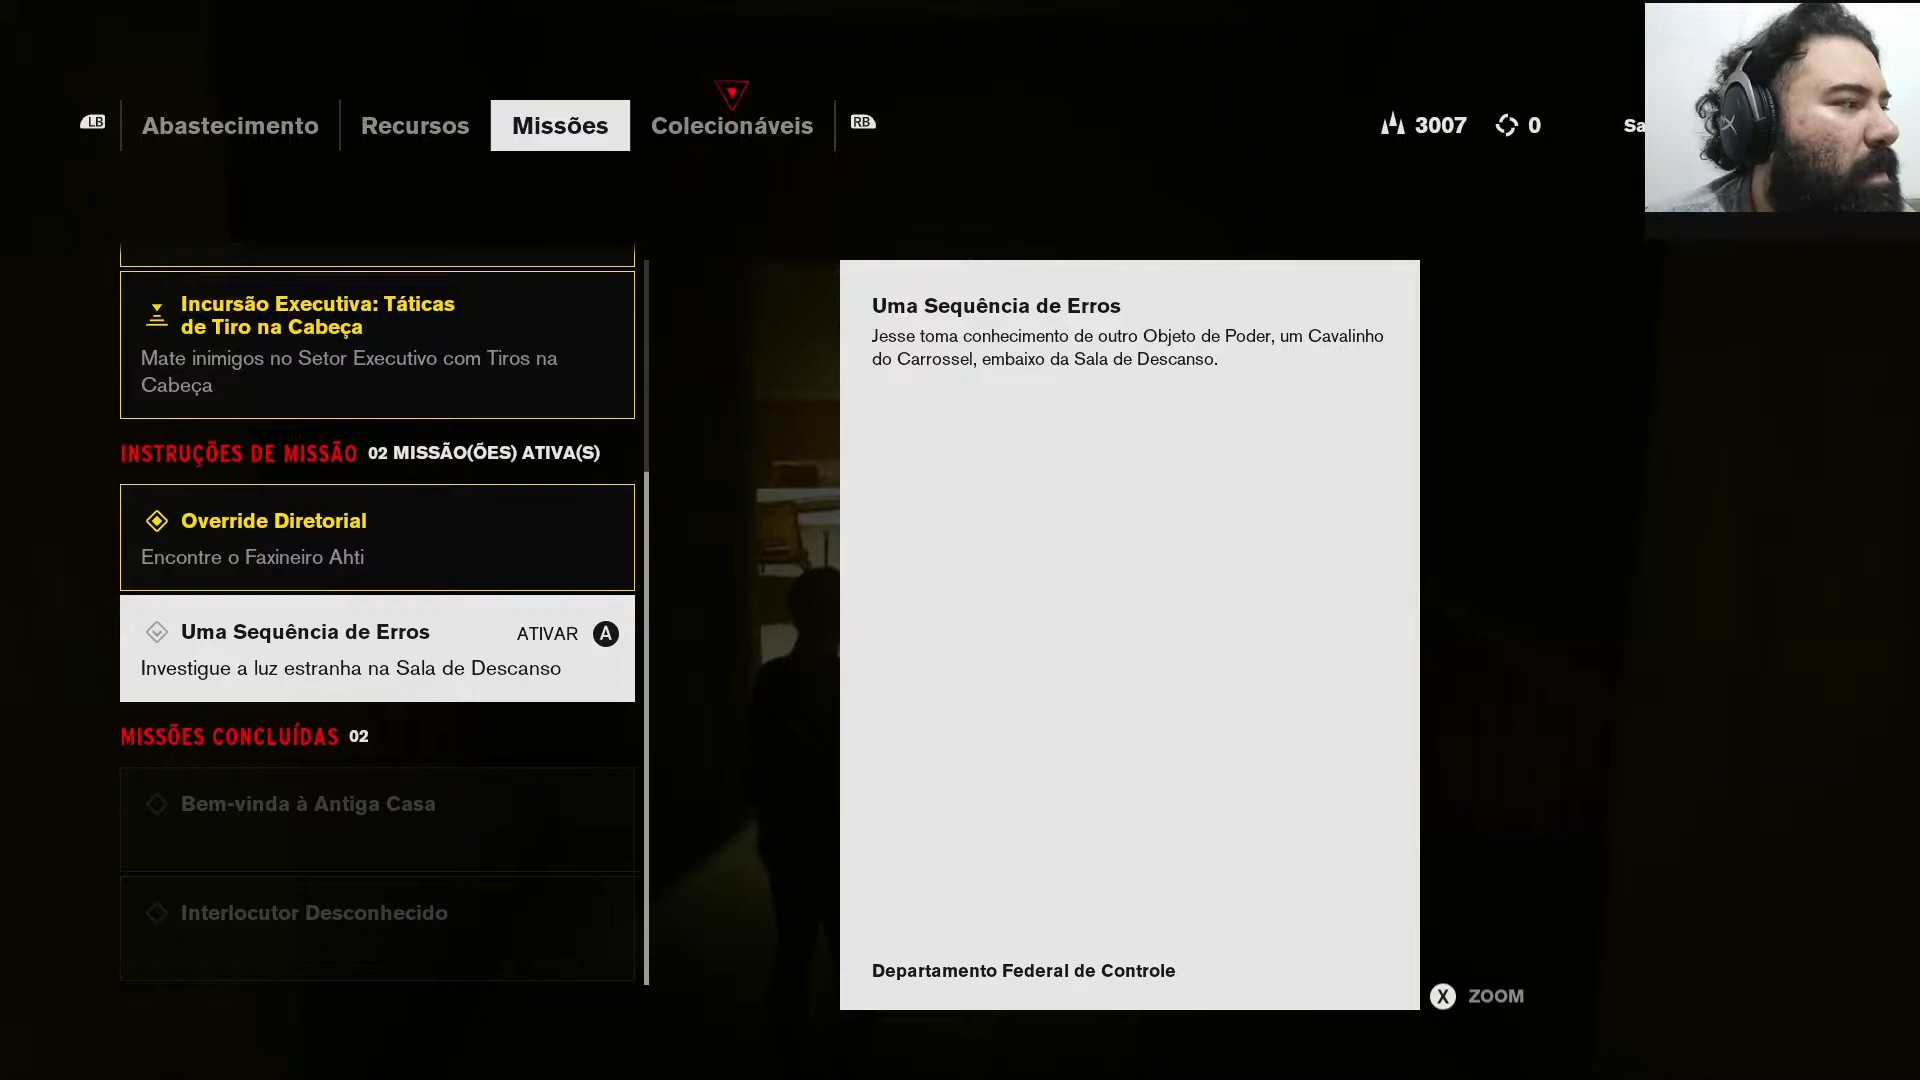 LB
Abastecimento
Recursos
Missões
Colecionáveis
RB
3007
0
Sa
Incursão Executiva: Táticas
de Tiro na Cabeça
Mate inimigos no Setor Executivo com Tiros na
Cabeça
INSTRUÇÕES DE MISSÃO 02 MISSÃO(ÕES) ATIVA(S)
Override Diretorial
Encontre o Faxineiro Ahti
Uma Sequência de Erros
ATIVAR A
Investigue a luz estranha na Sala de Descanso
MISSÕES CONCLUÍDAS 02
Bem-vinda à Antiga Casa
Interlocutor Desconhecido
Uma Sequência de Erros
Jesse toma conhecimento de outro Objeto de Poder, um Cavalinho
do Carrossel, embaixo da Sala de Descanso.
Departamento Federal de Controle
X ZOOM